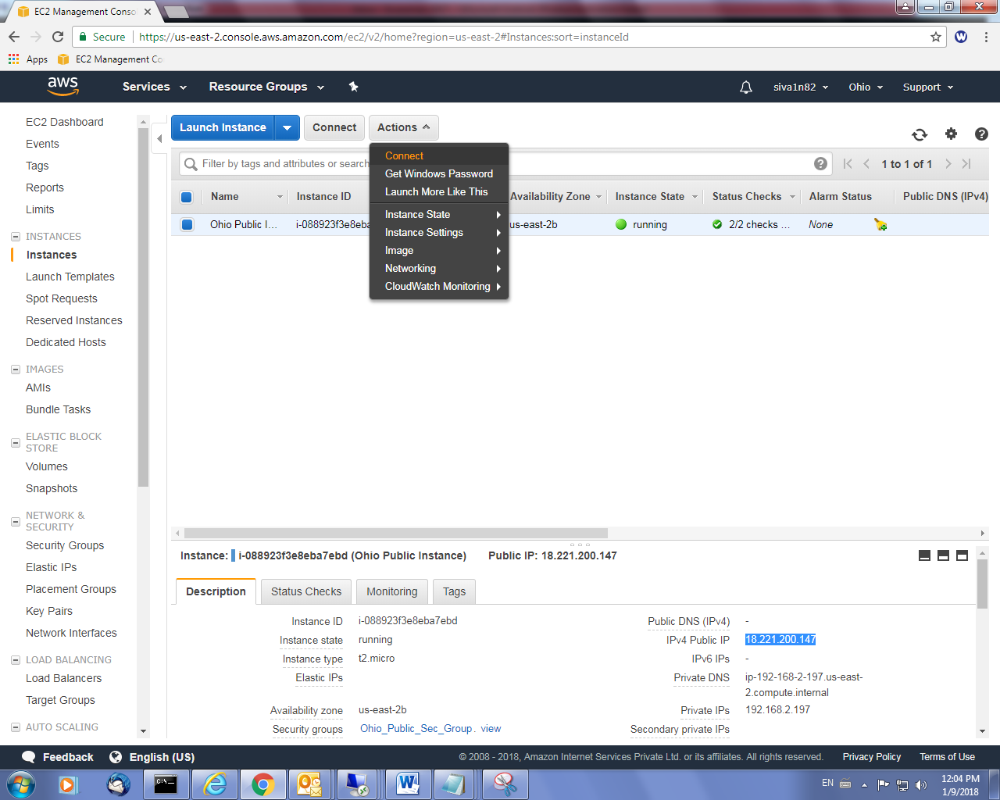 EC2 Management Conso
Secure
https://us-east-2.console.aws.amazon.com/ec2/v2/home?region=us-east-2#Instances:sort=instanceId
Apps
EC2 Management Co
aws
Services
Resource Groups
siva1n82
Ohio
Support
EC2 Dashboard
Events
Tags
Reports
Limits
INSTANCES
Instances
Launch Templates
Spot Requests
Reserved Instances
Dedicated Hosts
IMAGES
AMIs
Bundle Tasks
ELASTIC BLOCK
STORE
Volumes
Snapshots
NETWORK &
SECURITY
Security Groups
Elastic IPs
Placement Groups
Key Pairs
Network Interfaces
LOAD BALANCING
Load Balancers
Target Groups
AUTO SCALING
Launch Instance
Connect
Actions
Connect
Get Windows Password
Launch More Like This
Instance State
Instance Settings
Image
Networking
CloudWatch Monitoring
Filter by tags and attributes or search
1 to 1 of 1
Name
Instance ID
Availability Zone
Instance State
Status Checks
Alarm Status
Public DNS (IPv4)
Ohio Public I...
i-088923f3e8eba
us-east-2b
running
2/2 checks ...
None
Instance: i-088923f3e8eba7ebd (Ohio Public Instance)
Public IP: 18.221.200.147
Description
Status Checks
Monitoring
Tags
Instance ID
i-088923f3e8eba7ebd
Instance state
running
Instance type
t2.micro
Elastic IPs
Availability zone
us-east-2b
Security groups
Ohio_Public_Sec_Group. view
Public DNS (IPv4)
-
IPv4 Public IP
18.221.200.147
IPv6 IPs
-
Private DNS
ip-192-168-2-197.us-east-
2.compute.internal
Private IPs
192.168.2.197
Secondary private IPs
Feedback
English (US)
© 2008 - 2018, Amazon Internet Services Private Ltd. or its affiliates. All rights reserved.
Privacy Policy
Terms of Use
EN
12:04 PM
1/9/2018